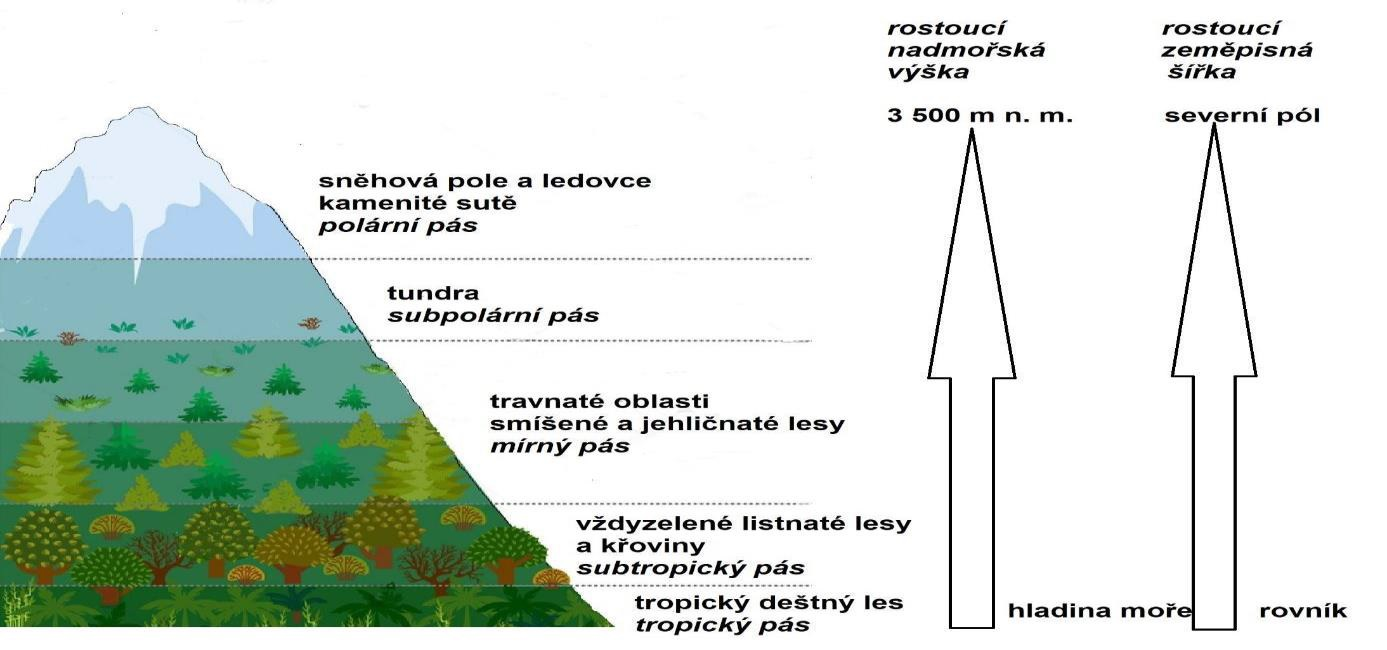 rostoucí
nadmořská
výška
3 500 m n. m.
rostoucí
zeměpisná
šířka
severní pól
sněhová pole a ledovce
kamenité sutě
polární pás
tundra
subpolární pás
travnaté oblasti
smíšené a jehličnaté lesy
mírný pás
vždyzelené listnaté lesy
a křoviny
subtropický pás
tropický deštný les
tropický pás
hladina moře
rovník